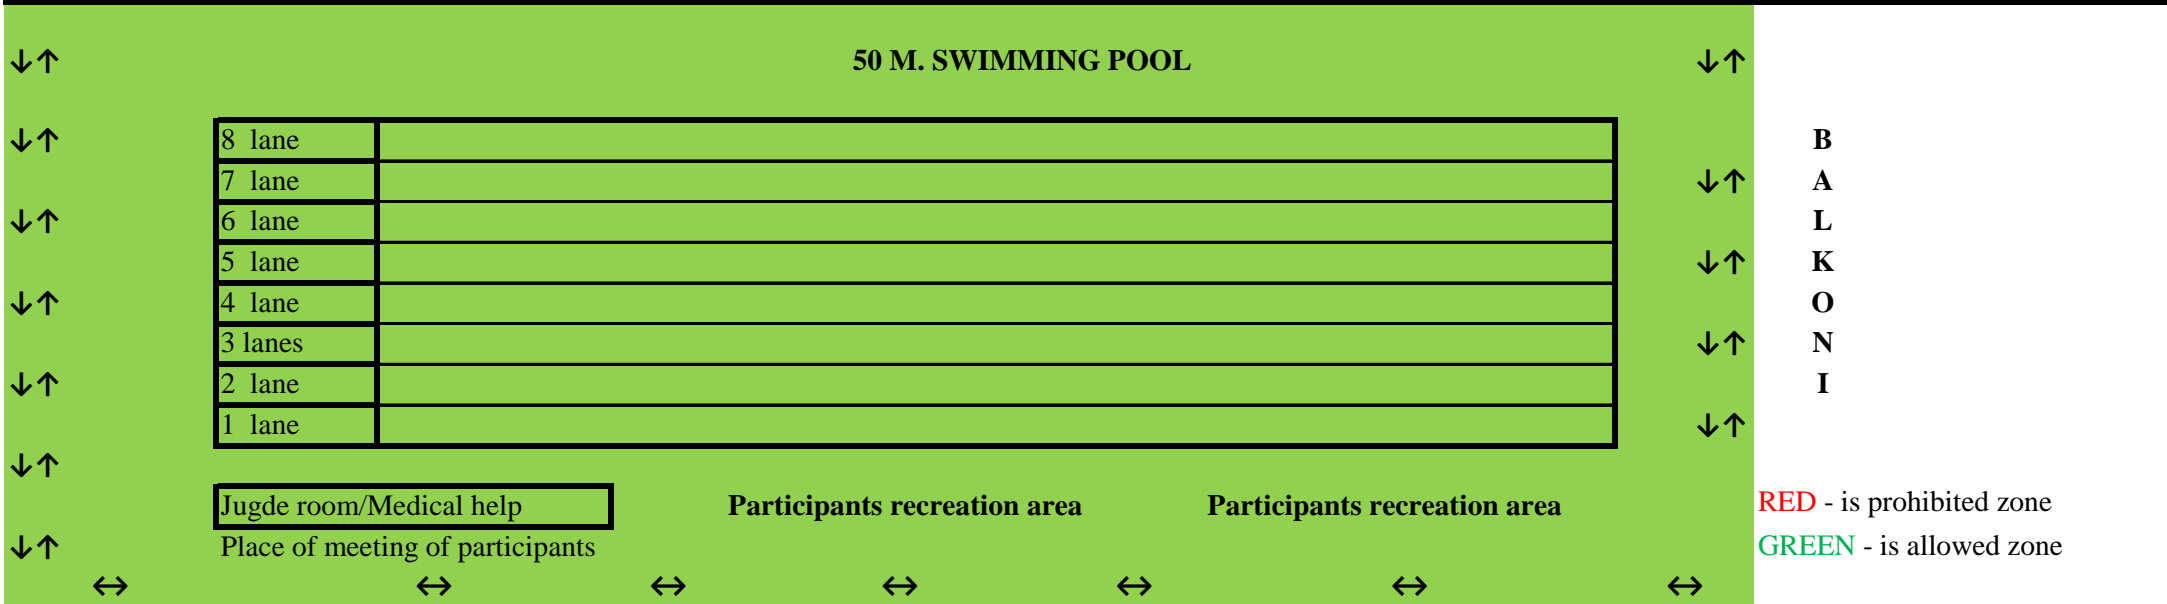 ↓↑ 50 M. SWIMMING POOL ↓↑
↓↑ 8 lane B
7 lane ↓↑ A
↓↑ 6 lane L
5 lane ↓↑ K
↓↑ 4 lane O
3 lanes ↓↑ N
↓↑ 2 lane I
1 lane ↓↑
↓↑
Jugde room/Medical help Participants recreation area Participants recreation area RED - is prohibited zone
↓↑ Place of meeting of participants GREEN - is allowed zone
↔ ↔ ↔ ↔ ↔ ↔ ↔